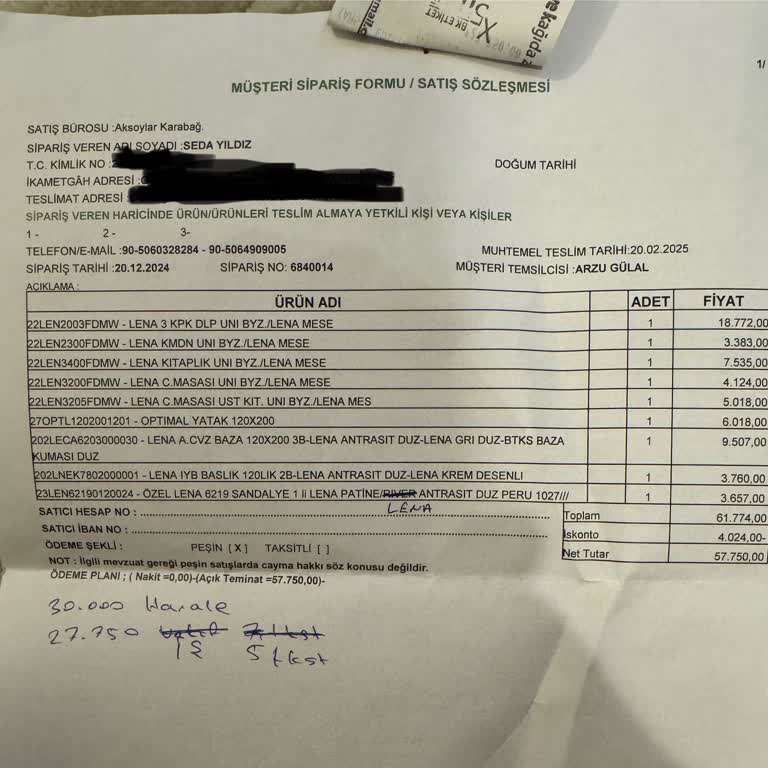 ve kağıda
BK ETİKET
1/
MÜŞTERİ SİPARİŞ FORMU / SATIŞ SÖZLEŞMESİ
SATIŞ BÜROSU :Aksoylar Karabağ.
SİPARİŞ VEREN ADI SOYADI :SEDA YILDIZ
T.C. KİMLİK NO :2 DOĞUM TARİHİ
İKAMETGÂH ADRESİ :
TESLİMAT ADRESİ
SİPARİŞ VEREN HARİCİNDE ÜRÜN/ÜRÜNLERİ TESLİM ALMAYA YETKİLİ KİŞİ VEYA KİŞİLER
1 - 2 - 3-
TELEFON/E-MAİL :90-5060328284 - 90-5064909005 MUHTEMEL TESLİM TARİHİ:20.02.2025
SİPARİŞ TARİHİ :20.12.2024 SİPARİŞ NO: 6840014 MÜŞTERİ TEMSİLCİSİ :ARZU GÜLAL
AÇIKLAMA :
ÜRÜN ADI ADET FİYAT
22LEN2003FDMW - LENA 3 KPK DLP UNI BYZ./LENA MESE 1 18.772,00
22LEN2300FDMW - LENA KMDN UNI BYZ./LENA MESE 1 3.383,00
22LEN3400FDMW - LENA KITAPLIK UNI BYZ./LENA MESE 1 7.535,00
22LEN3200FDMW - LENA C.MASASI UNI BYZ./LENA MESE 1 4.124,00
22LEN3205FDMW - LENA C.MASASI UST KIT. UNI BYZ./LENA MES 1 5.018,00
27OPTL1202001201 - OPTIMAL YATAK 120X200 1 6.018,00
202LECA6203000030 - LENA A.CVZ BAZA 120X200 3B-LENA ANTRASIT DUZ-LENA GRI DUZ-BTKS BAZA 1 9.507,00
KUMASI DUZ
202LNEK7802000001 - LENA IYB BASLIK 120LIK 2B-LENA ANTRASIT DUZ-LENA KREM DESENLI 1 3.760,00
23LEN62190120024 - ÖZEL LENA 6219 SANDALYE 1 li LENA PATİNE/RIVER ANTRASIT DUZ PERU 1027/// 1 3.657,00
LENA
SATICI HESAP NO : Toplam 61.774,00
SATICI İBAN NO : İskonto 4.024,00-
ÖDEME ŞEKLİ : PEŞİN [ X ] TAKSİTLİ [ ] Net Tutar 57.750,00
NOT : İlgili mevzuat gereği peşin satışlarda cayma hakkı söz konusu değildir.
ÖDEME PLANI ; ( Nakit =0,00)-(Açık Teminat =57.750,00)-
30.000 Havale
27.750
İŞ 5 tkst